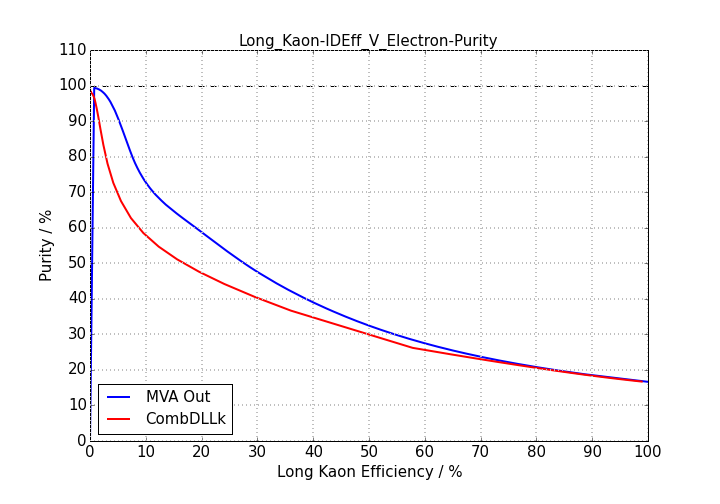 Long_Kaon-IDEff_V_Electron-Purity
110
100
90
80
70
60
50
40
30
20
10
0
Purity / %
MVA Out
CombDLLk
0 10 20 30 40 50 60 70 80 90 100
Long Kaon Efficiency / %